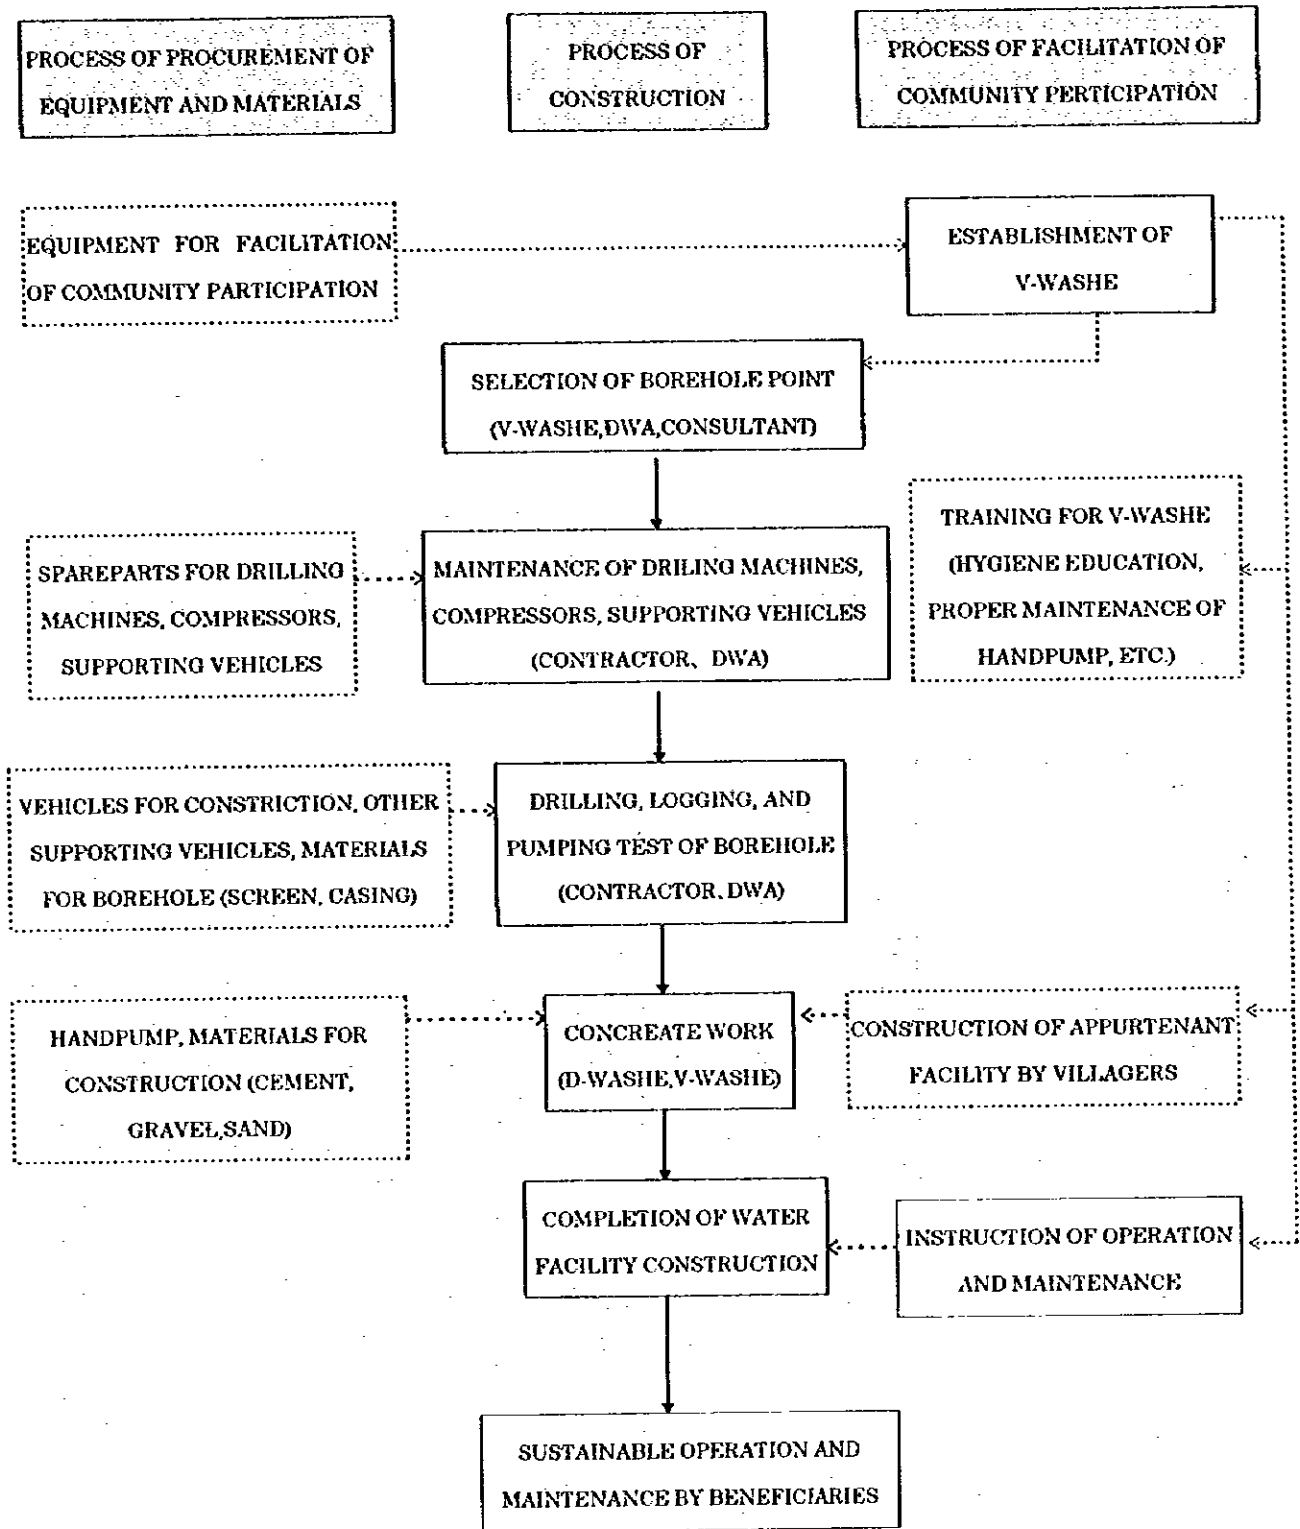 PROCESS OF PROCUREMENT OF
EQUIPMENT AND MATERIALS
PROCESS OF
CONSTRUCTION
PROCESS OF FACILITATION OF
COMMUNITY PERTICIPATION
EQUIPMENT FOR FACILITATION
OF COMMUNITY PARTICIPATION
ESTABLISHMENT OF
V-WASHE
SELECTION OF BOREHOLE POINT
(V-WASHE,DWA,CONSULTANT)
SPAREPARTS FOR DRILLING
MACHINES, COMPRESSORS,
SUPPORTING VEHICLES
MAINTENANCE OF DRILING MACHINES,
COMPRESSORS, SUPPORTING VEHICLES
(CONTRACTOR、DWA)
TRAINING FOR V-WASHE
(HYGIENE EDUCATION,
PROPER MAINTENANCE OF
HANDPUMP, ETC.)
VEHICLES FOR CONSTRICTION, OTHER
SUPPORTING VEHICLES, MATERIALS
FOR BOREHOLE (SCREEN, CASING)
DRILLING, LOGGING, AND
PUMPING TEST OF BOREHOLE
(CONTRACTOR, DWA)
HANDPUMP, MATERIALS FOR
CONSTRUCTION (CEMENT,
GRAVEL,SAND)
CONCREATE WORK
(D-WASHE,V-WASHE)
CONSTRUCTION OF APPURTENANT
FACILITY BY VILLAGERS
COMPLETION OF WATER
FACILITY CONSTRUCTION
INSTRUCTION OF OPERATION
AND MAINTENANCE
SUSTAINABLE OPERATION AND
MAINTENANCE BY BENEFICIARIES